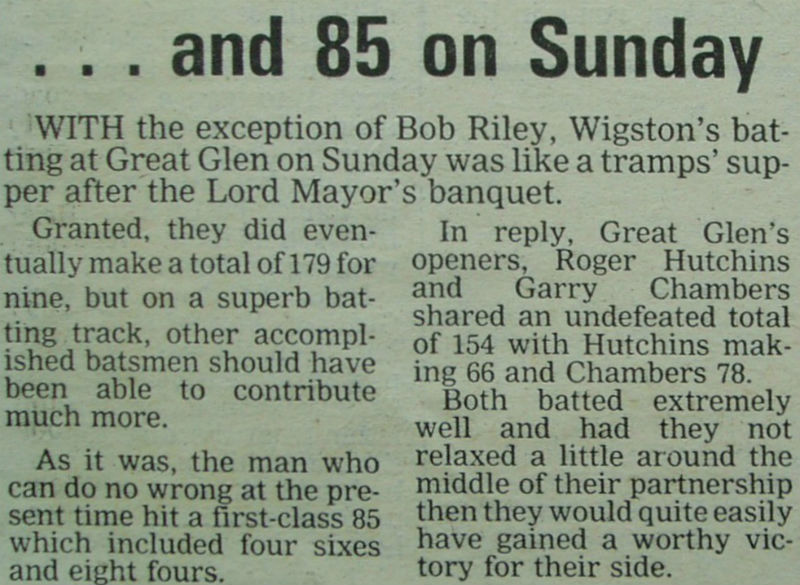 . . . and 85 on Sunday
WITH the exception of Bob Riley, Wigston's bat-
ting at Great Glen on Sunday was like a tramps' sup-
per after the Lord Mayor's banquet.
Granted, they did even-
tually make a total of 179 for
nine, but on a superb bat-
ting track, other accompl-
ished batsmen should have
been able to contribute
much more.
As it was, the man who
can do no wrong at the pre-
sent time hit a first-class 85
which included four sixes
and eight fours.
In reply, Great Glen's
openers, Roger Hutchins
and Garry Chambers
shared an undefeated total
of 154 with Hutchins mak-
ing 66 and Chambers 78.
Both batted extremely
well and had they not
relaxed a little around the
middle of their partnership
then they would quite easily
have gained a worthy vic-
tory for their side.